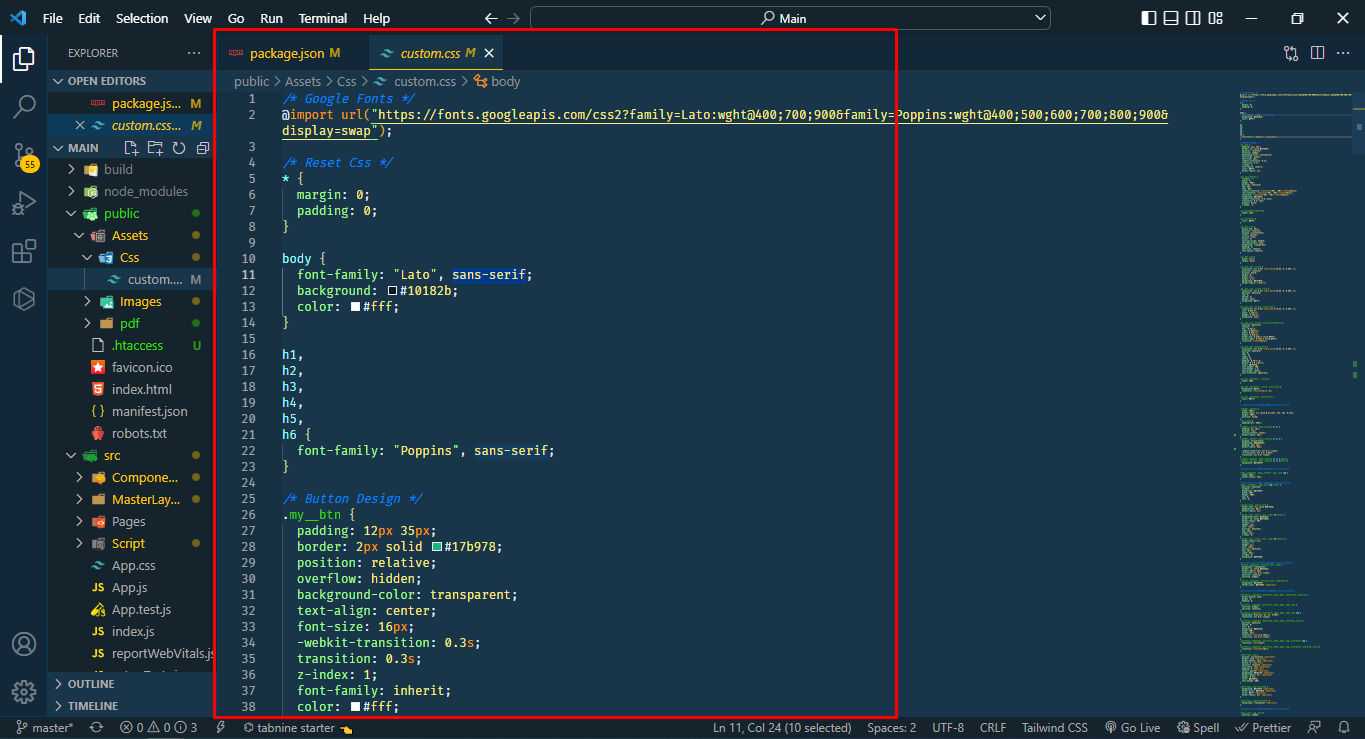 File Edit Selection View Go Run Terminal Help
Main
EXPLORER
OPEN EDITORS
package.js... M
custom.css... M
MAIN
55
build
node_modules
public
Assets
Css
custom.... M
Images
pdf
.htaccess U
favicon.ico
index.html
manifest.json
robots.txt
src
Compone...
MasterLay...
Pages
Script
App.css
App.js
App.test.js
index.js
reportWebVitals.js
OUTLINE
TIMELINE
package.json M
custom.css M
public > Assets > Css > custom.css > body
1 /* Google Fonts */
2 @import url("https://fonts.googleapis.com/css2?family=Lato:wght@400;700;900&family=Poppins:wght@400;500;600;700;800;900&
display=swap");
3
4 /* Reset Css */
5 * {
6 margin: 0;
7 padding: 0;
8 }
9
10 body {
11 font-family: "Lato", sans-serif;
12 background: #10182b;
13 color: #fff;
14 }
15
16 h1,
17 h2,
18 h3,
19 h4,
20 h5,
21 h6 {
22 font-family: "Poppins", sans-serif;
23 }
24
25 /* Button Design */
26 .my__btn {
27 padding: 12px 35px;
28 border: 2px solid #17b978;
29 position: relative;
30 overflow: hidden;
31 background-color: transparent;
32 text-align: center;
33 font-size: 16px;
34 -webkit-transition: 0.3s;
35 transition: 0.3s;
36 z-index: 1;
37 font-family: inherit;
38 color: #fff;
master* 0 0 3 tabnine starter Ln 11, Col 24 (10 selected) Spaces: 2 UTF-8 CRLF Tailwind CSS Go Live Spell Prettier